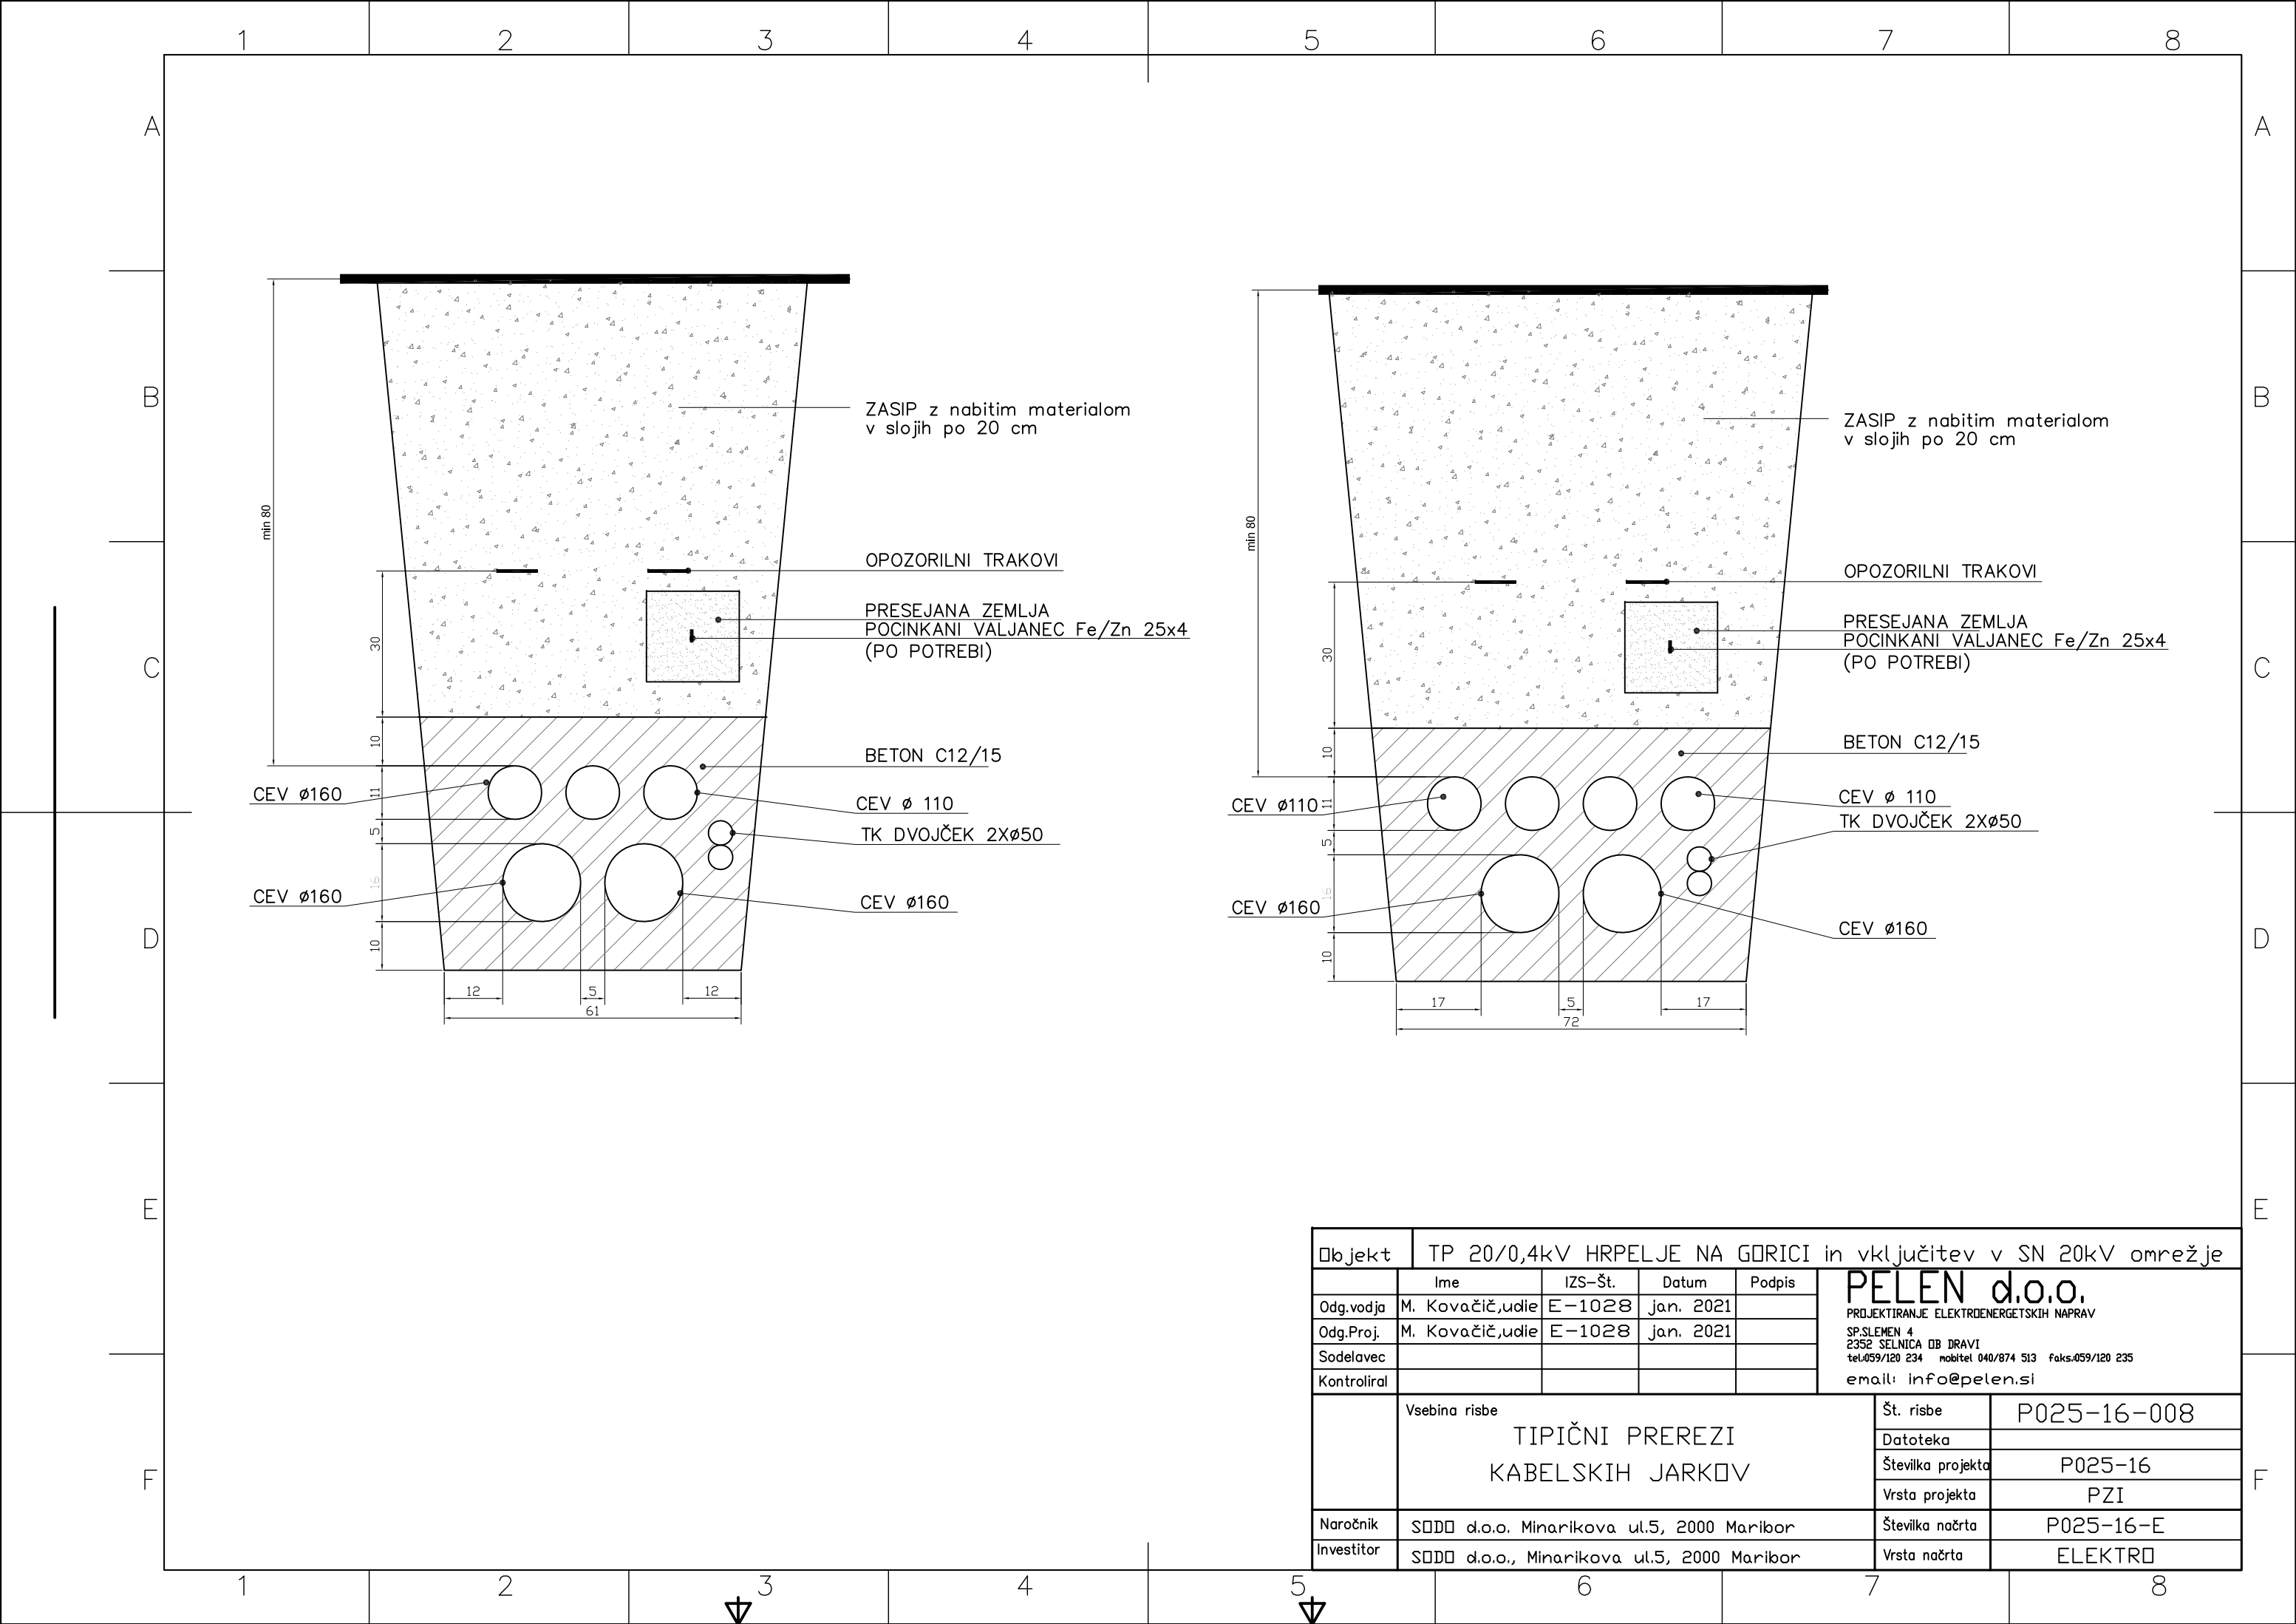 1 2 3 4 5 6 7 8
A A
B B
C C
D D
E E
F F
min 80
30
10
11
5
16
10
ZASIP z nabitim materialom
v slojih po 20 cm
OPOZORILNI TRAKOVI
PRESEJANA ZEMLJA
POCINKANI VALJANEC Fe/Zn 25x4
(PO POTREBI)
BETON C12/15
CEV ø160
CEV ø 110
TK DVOJČEK 2Xø50
CEV ø160
CEV ø160
12 5 12
61
min 80
30
10
11
5
16
10
ZASIP z nabitim materialom
v slojih po 20 cm
OPOZORILNI TRAKOVI
PRESEJANA ZEMLJA
POCINKANI VALJANEC Fe/Zn 25x4
(PO POTREBI)
BETON C12/15
CEV ø110
CEV ø 110
TK DVOJČEK 2Xø50
CEV ø160
CEV ø160
17 5 17
72
Objekt TP 20/0,4kV HRPELJE NA GORICI in vključitev v SN 20kV omrežje
Ime IZS-Št. Datum Podpis
Odg.vodja M. Kovačič,udie E-1028 jan. 2021
Odg.Proj. M. Kovačič,udie E-1028 jan. 2021
Sodelavec
Kontroliral
PELEN d.o.o.
PROJEKTIRANJE ELEKTROENERGETSKIH NAPRAV
SP.SLEMEN 4
2352 SELNICA OB DRAVI
tel.:059/120 234 mobitel 040/874 513 faks.:059/120 235
email: info@pelen.si
Vsebina risbe
TIPIČNI PREREZI
KABELSKIH JARKOV
Št. risbe P025-16-008
Datoteka
Številka projekta P025-16
Vrsta projekta PZI
Naročnik SODO d.o.o. Minarikova ul.5, 2000 Maribor
Številka načrta P025-16-E
Investitor SODO d.o.o., Minarikova ul.5, 2000 Maribor
Vrsta načrta ELEKTRO
1 2 3 4 5 6 7 8